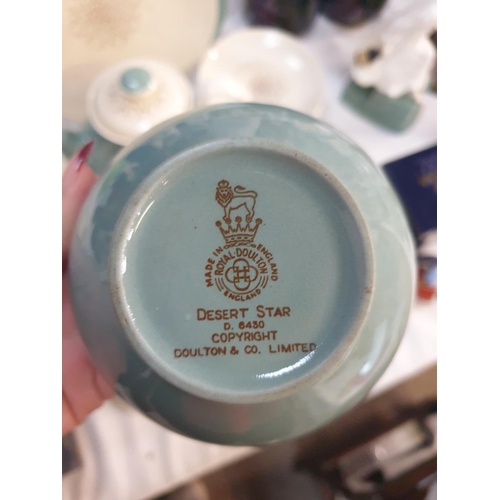 MADE IN ENGLAND
ROYAL · DOULTON
ENGLAND
DESERT STAR
D. 6430
COPYRIGHT
DOULTON & CO. LIMITED.